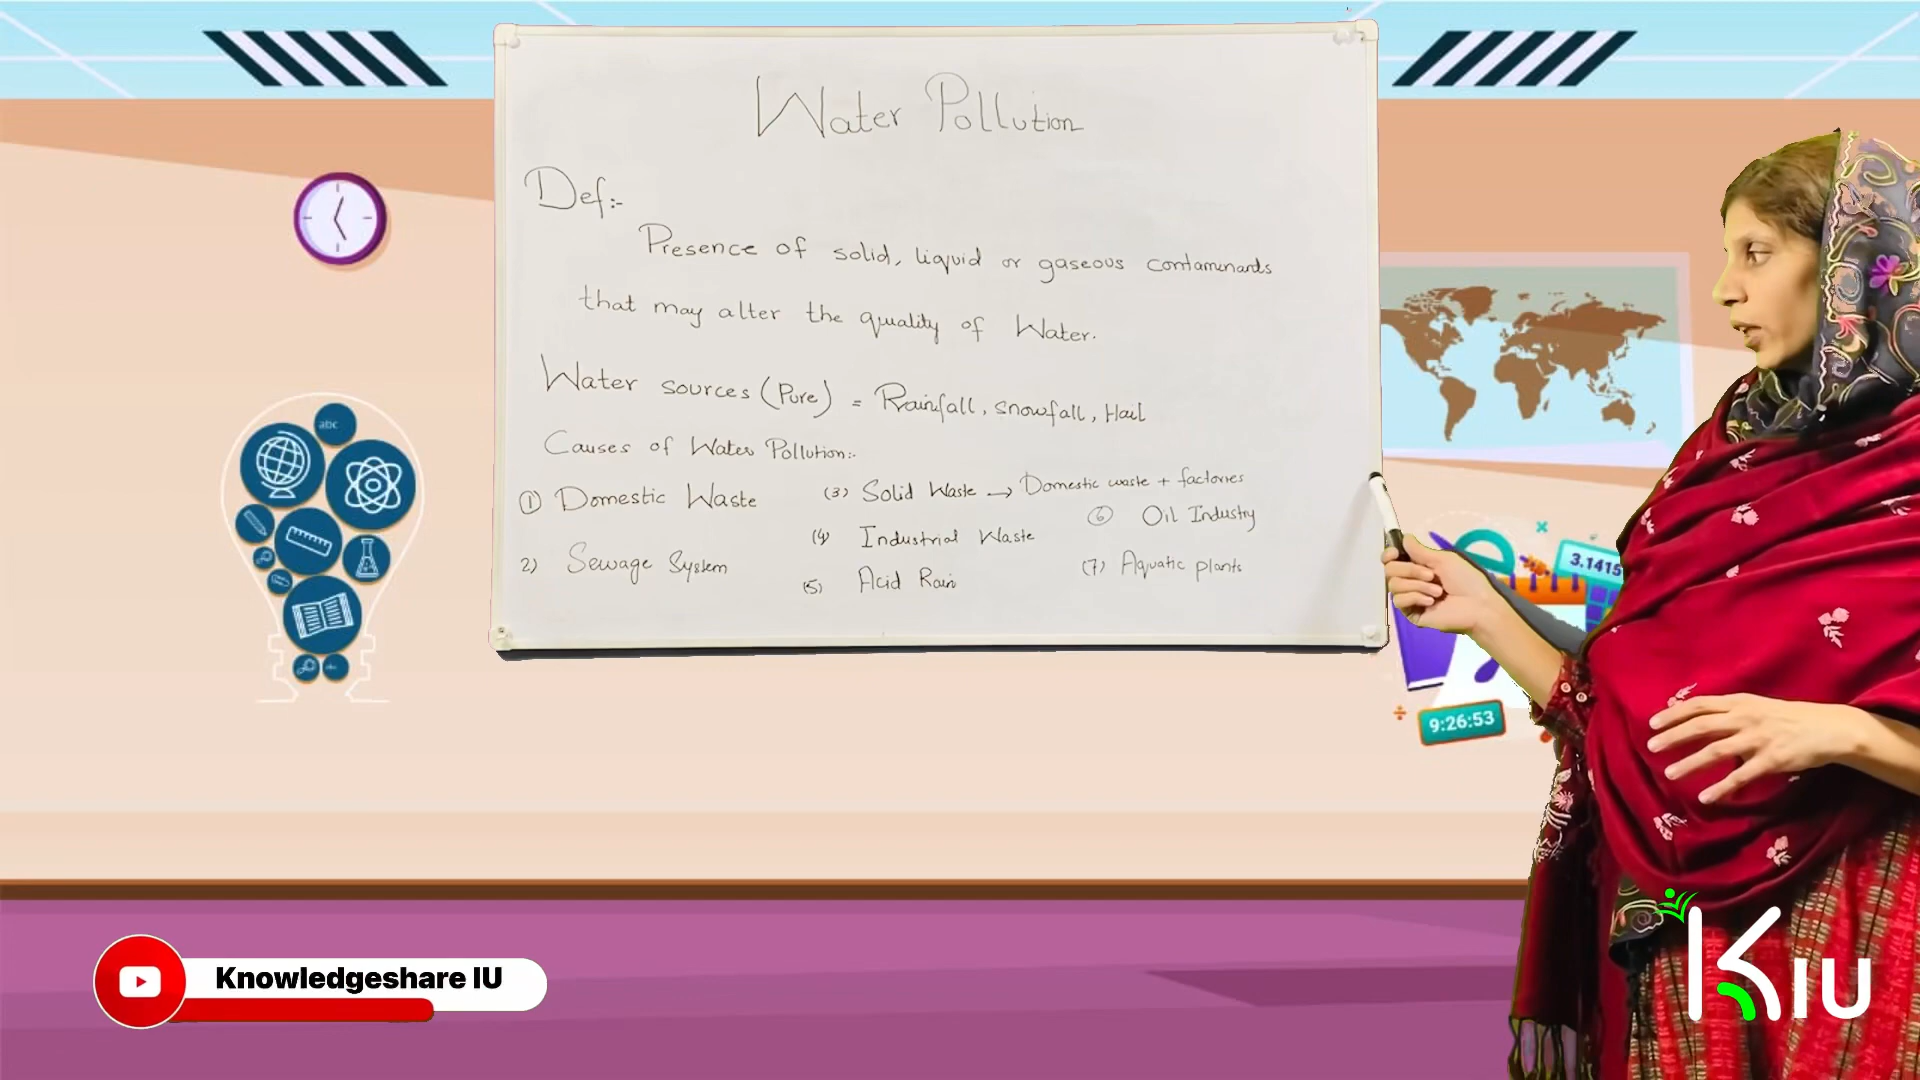 Water Pollution
Def:-
Presence of solid, liquid or gaseous contaminants
that may alter the quality of Water.
Water sources (Pure) = Rainfall, snowfall, Hail
Causes of Water Pollution:-
① Domestic Waste
2) Sewage System
(3) Solid Waste → Domestic waste + factories
(4) Industrial Waste
(5) Acid Rain
⑥ Oil Industry
(7) Aquatic plants
abc
3.1415
9:26:53
Knowledgeshare IU
KIU